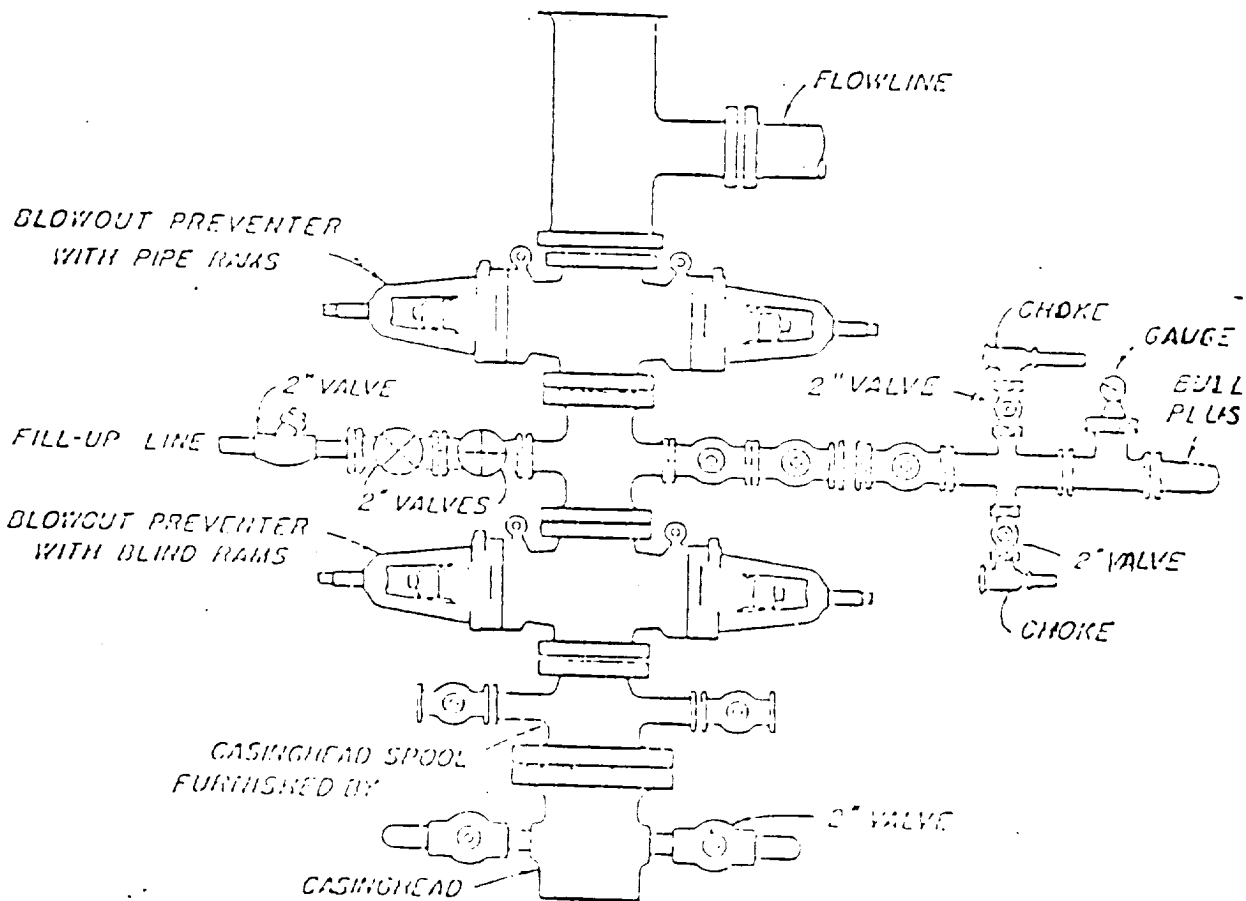 FLOWLINE
BLOWOUT PREVENTER
WITH PIPE RAMS
CHOKE
GAUGE
2" VALVE
2" VALVE
BULL
PLUS
FILL-UP LINE
2" VALVES
BLOWOUT PREVENTER
WITH BLIND RAMS
2" VALVE
CHOKE
CASINGHEAD SPOOL
FURNISHED BY
2" VALVE
CASINGHEAD